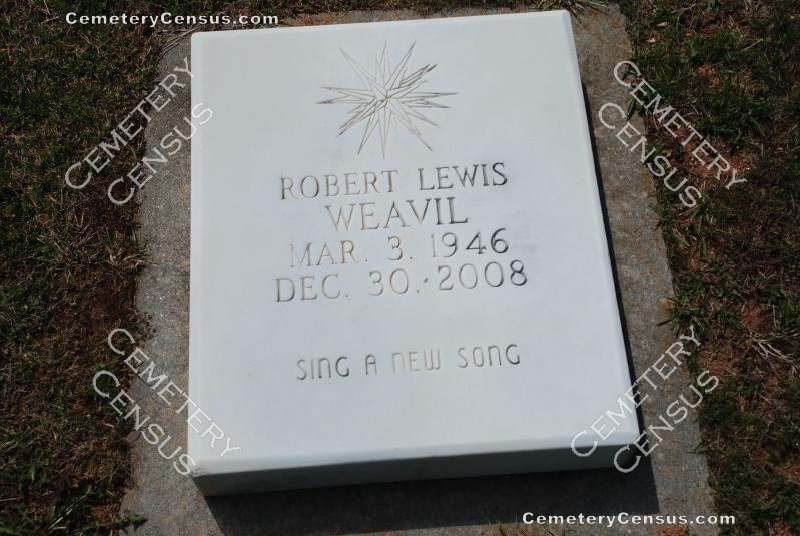 CemeteryCensus.com
CEMETERY
CENSUS
CEMETERY
CENSUS
ROBERT LEWIS
WEAVIL
MAR. 3. 1946
DEC. 30. 2008
SING A NEW SONG
CEMETERY
CENSUS
CEMETERY
CENSUS
CemeteryCensus.com